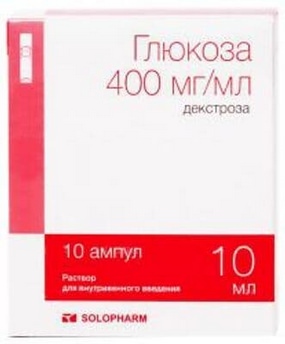 Глюкоза
400 мг/мл
декстроза
10 ампул
10
мл
Раствор
для внутривенного введения
SOLOPHARM